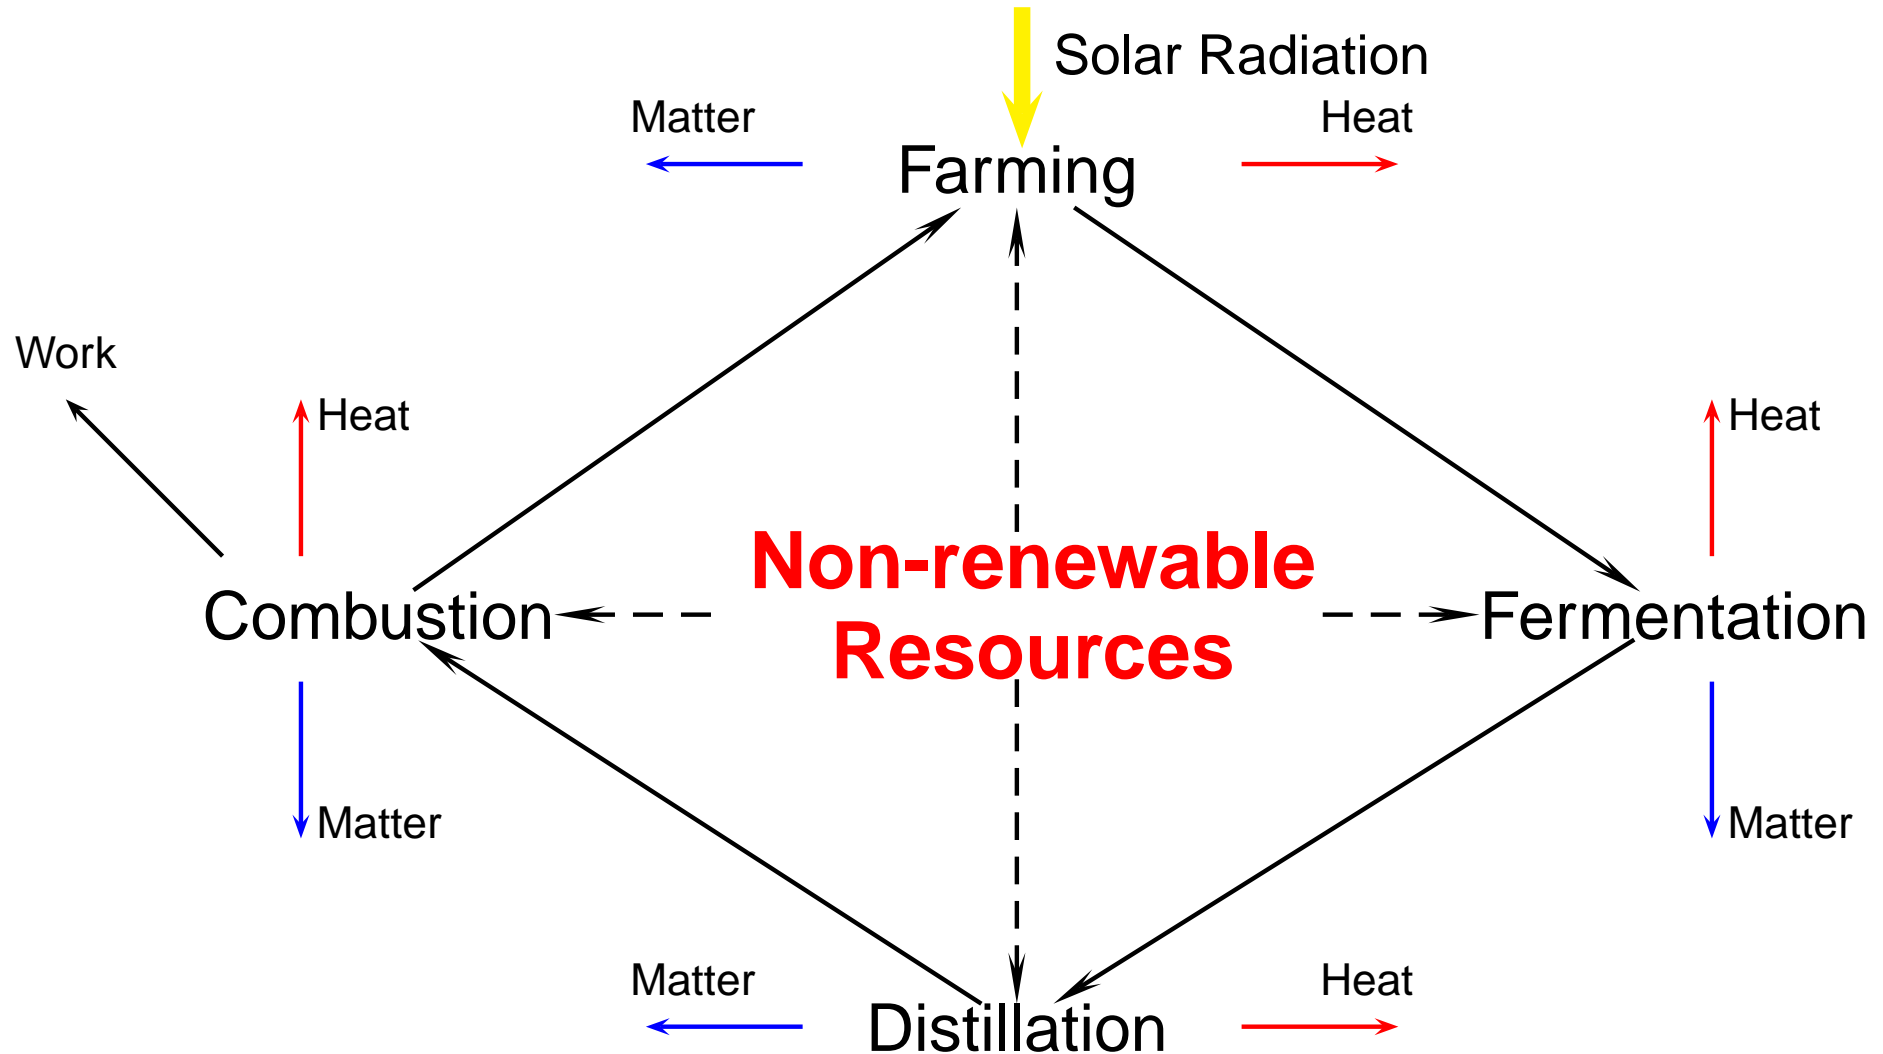 Solar Radiation
Matter
Heat
Farming
Work
Heat
Heat
Non-renewable
Combustion
Fermentation
Resources
Matter
Matter
Matter
Heat
Distillation